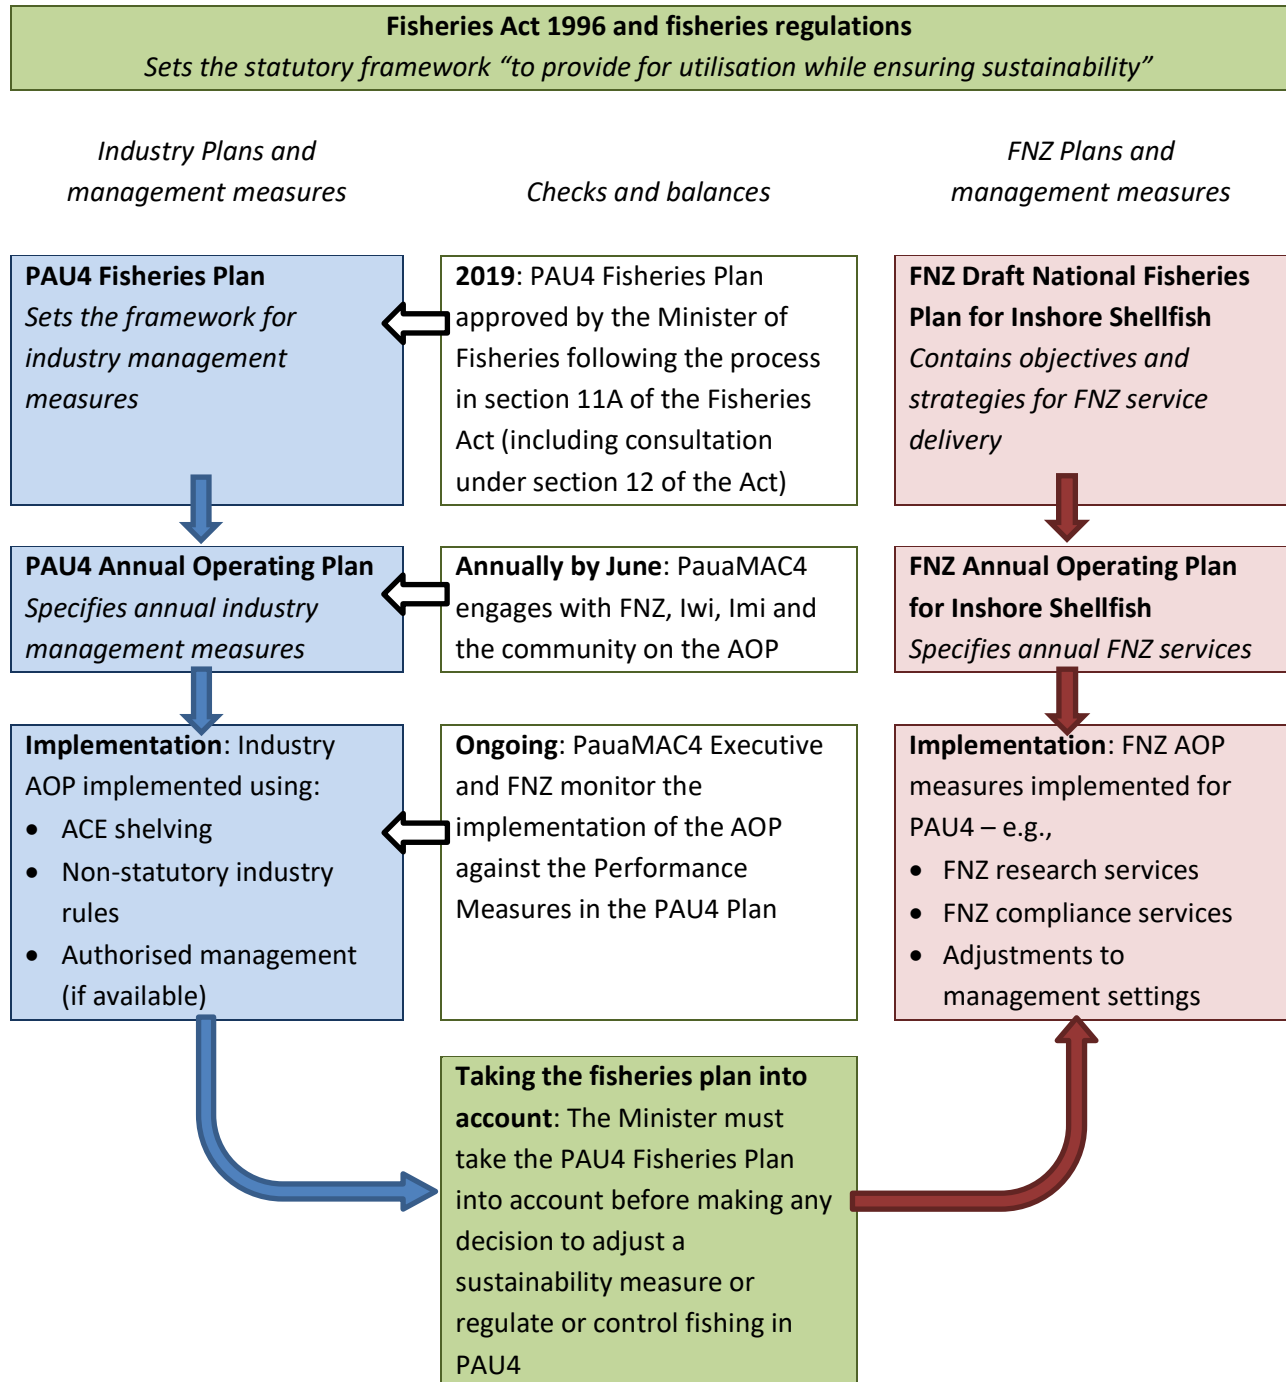 Fisheries Act 1996 and fisheries regulations
Sets the statutory framework “to provide for utilisation while ensuring sustainability”
Industry Plans and
management measures
Checks and balances
FNZ Plans and
management measures
PAU4 Fisheries Plan
Sets the framework for
industry management
measures
2019: PAU4 Fisheries Plan
approved by the Minister of
Fisheries following the process
in section 11A of the Fisheries
Act (including consultation
under section 12 of the Act)
FNZ Draft National Fisheries
Plan for Inshore Shellfish
Contains objectives and
strategies for FNZ service
delivery
PAU4 Annual Operating Plan
Specifies annual industry
management measures
Annually by June: PauaMAC4
engages with FNZ, Iwi, Imi and
the community on the AOP
FNZ Annual Operating Plan
for Inshore Shellfish
Specifies annual FNZ services
Implementation: Industry
AOP implemented using:
• ACE shelving
• Non-statutory industry
rules
• Authorised management
(if available)
Ongoing: PauaMAC4 Executive
and FNZ monitor the
implementation of the AOP
against the Performance
Measures in the PAU4 Plan
Implementation: FNZ AOP
measures implemented for
PAU4 – e.g.,
• FNZ research services
• FNZ compliance services
• Adjustments to
management settings
Taking the fisheries plan into
account: The Minister must
take the PAU4 Fisheries Plan
into account before making any
decision to adjust a
sustainability measure or
regulate or control fishing in
PAU4